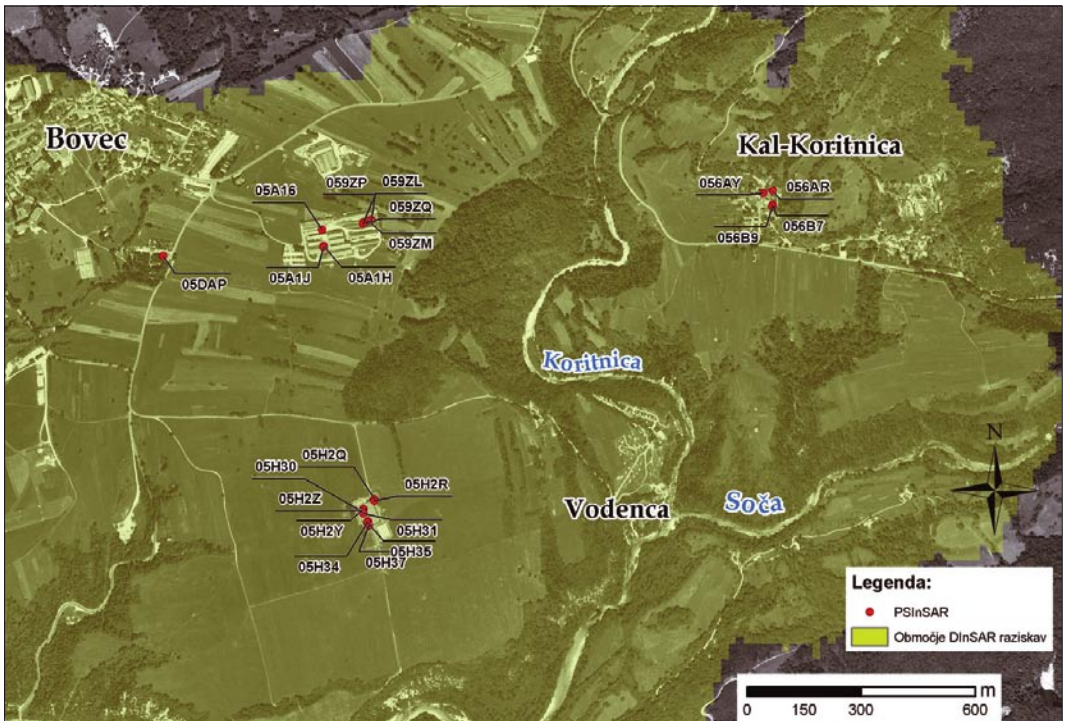 Bovec
Kal-Koritnica
059ZP
059ZL
05A16
059ZQ
059ZM
05A1J
05A1H
05DAP
056AY
056AR
056B9
056B7
Koritnica
05H2Q
05H30
05H2R
05H2Z
05H2Y
05H31
05H35
05H34
05H37
Vodenca
Soča
N
Legenda:
PSInSAR
Območje DInSAR raziskav
m
0 150 300 600